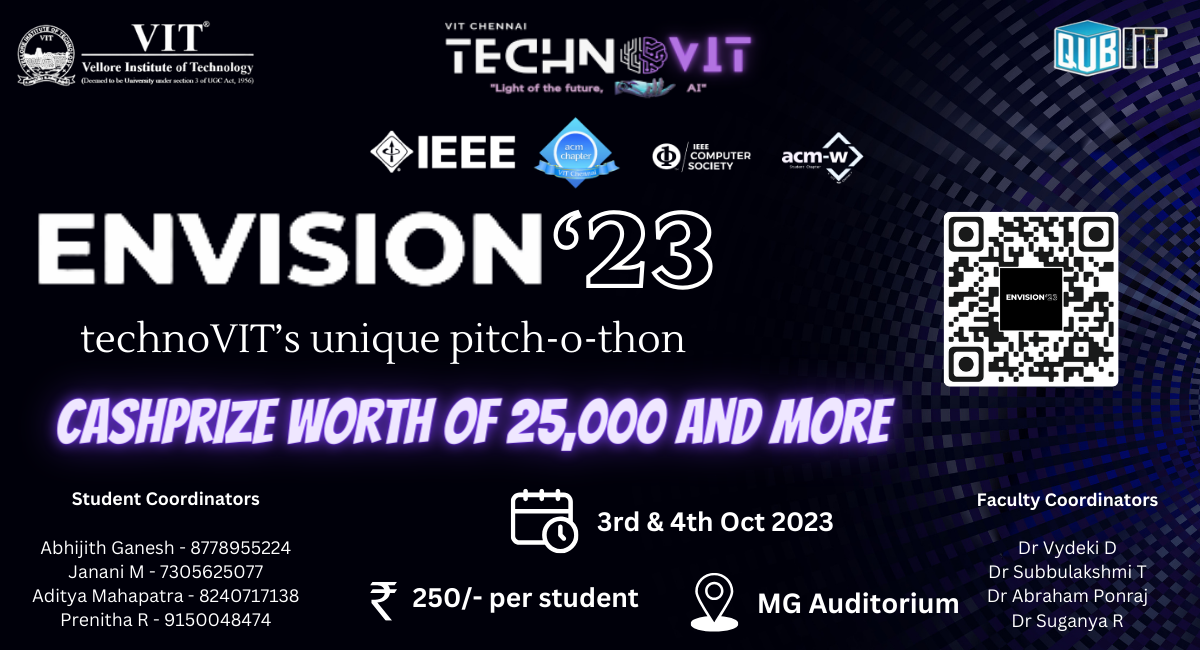 VIT®
Vellore Institute of Technology
(Deemed to be University under section 3 of UGC Act, 1956)
VIT CHENNAI
TECHNOVIT
"Light of the future, AI"
QUBIT
IEEE
acm
chapter
VIT Chennai
IEEE
COMPUTER
SOCIETY
acm-w
Student Chapter
ENVISION ‘23
technoVIT’s unique pitch-o-thon
ENVISION‘23
CASHPRIZE WORTH OF 25,000 AND MORE
Student Coordinators
Abhijith Ganesh - 8778955224
Janani M - 7305625077
Aditya Mahapatra - 8240717138
Prenitha R - 9150048474
3rd & 4th Oct 2023
₹ 250/- per student
MG Auditorium
Faculty Coordinators
Dr Vydeki D
Dr Subbulakshmi T
Dr Abraham Ponraj
Dr Suganya R